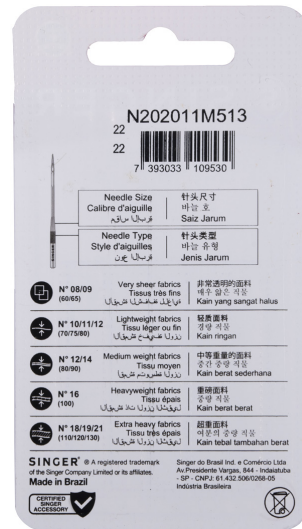 N202011M513
22
22
7 393033 109530
Needle Size
Calibre d'aiguille
针头尺寸
바늘 호
Saiz Jarum
Needle Type
Style d'aiguilles
针头类型
바늘 유형
Jenis Jarum
N° 08/09
(60/65)
Very sheer fabrics
Tissus très fins
非常透明的面料
매우 얇은 직물
Kain yang sangat halus
N° 10/11/12
(70/75/80)
Lightweight fabrics
Tissu léger ou fin
轻质面料
경량 직물
Kain ringan
N° 12/14
(80/90)
Medium weight fabrics
Tissu moyen
中等重量的面料
중간 중량 직물
Kain berat sederhana
N° 16
(100)
Heavyweight fabrics
Tissu épais
重磅面料
중량 직물
Kain berat berat
N° 18/19/21
(110/120/130)
Extra heavy fabrics
Tissu très épais
超重面料
여분의 중량 직물
Kain tebal tambahan berat
SINGER® ® A registered trademark
of the Singer Company Limited or its affiliates.
Made in Brazil
CERTIFIED
SINGER
ACCESSORY
Singer do Brasil Ind. e Comércio Ltda
Av.Presidente Vargas, 844 - Indaiatuba
- SP - CNPJ: 61.432.506/0268-05
Indústria Brasileira